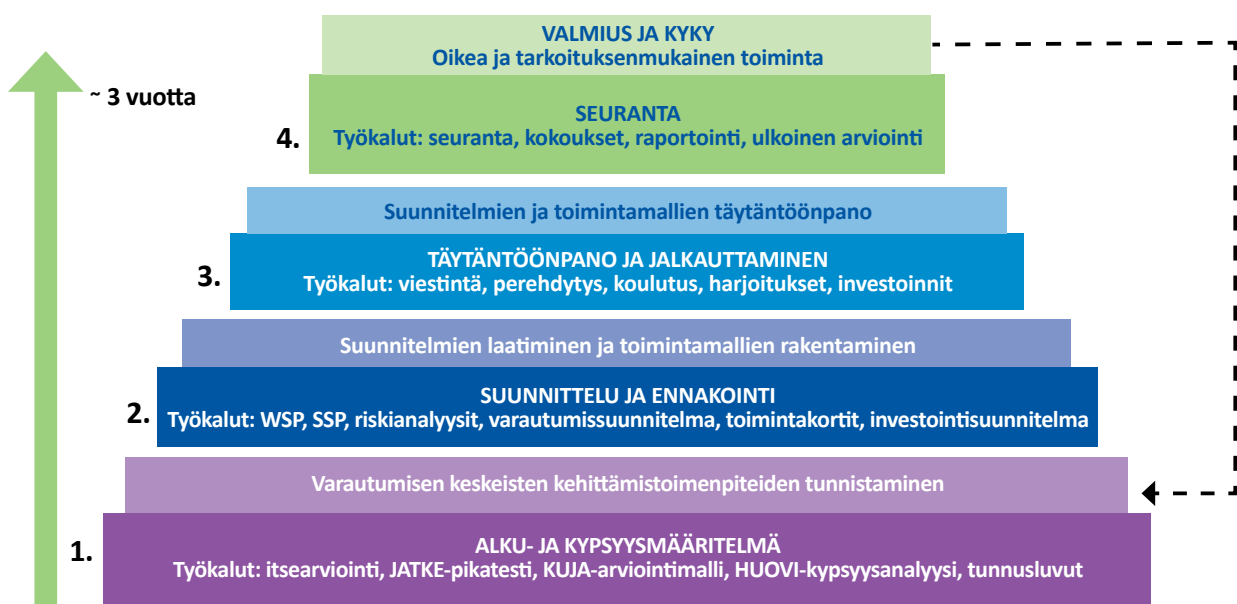 VALMIUS JA KYKY
Oikea ja tarkoituksenmukainen toiminta
~ 3 vuotta
4.
SEURANTA
Työkalut: seuranta, kokoukset, raportointi, ulkoinen arviointi
Suunnitelmien ja toimintamallien täytäntöönpano
3.
TÄYTÄNTÖÖNPANO JA JALKAUTTAMINEN
Työkalut: viestintä, perehdytys, koulutus, harjoitukset, investoinnit
Suunnitelmien laatiminen ja toimintamallien rakentaminen
2.
SUUNNITTELU JA ENNAKOINTI
Työkalut: WSP, SSP, riskianalyysit, varautumissuunnitelma, toimintakortit, investointisuunnitelma
Varautumisen keskeisten kehittämistoimenpiteiden tunnistaminen
1.
ALKU- JA KYPSYYSMÄÄRITELMÄ
Työkalut: itsearviointi, JATKE-pikatesti, KUJA-arviointimalli, HUOVI-kypsyysanalyysi, tunnusluvut